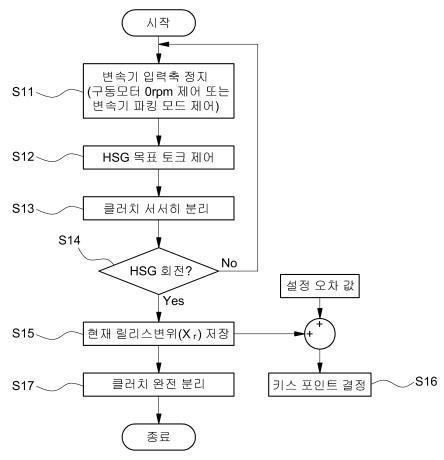 시작
S11
변속기 입력축 정지
(구동모터 0rpm 제어 또는
변속기 파킹 모드 제어)
S12
HSG 목표 토크 제어
S13
클러치 서서히 분리
S14
HSG 회전?
No
Yes
설정 오차 값
S15
현재 릴리스변위(Xr) 저장
+
+
S17
클러치 완전 분리
키스 포인트 결정
S16
종료